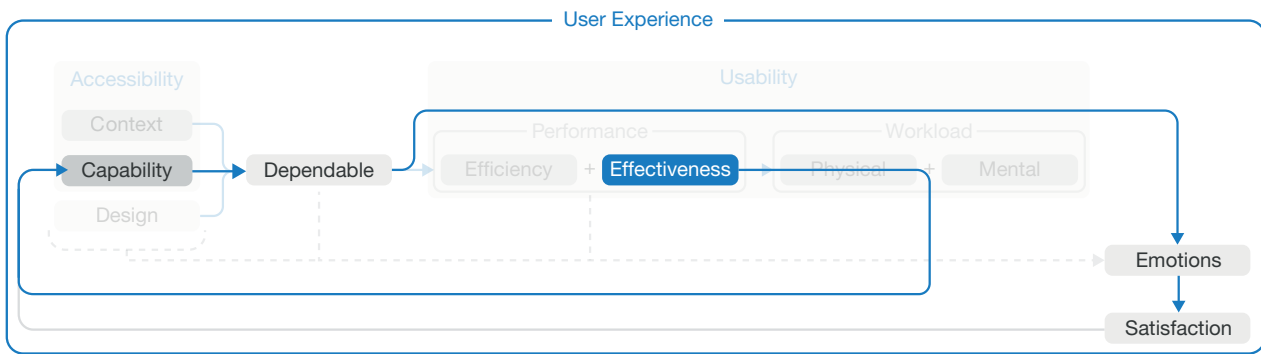 User Experience
Accessibility
Usability
Context
Performance
Workload
Capability
Dependable
Efficiency
+
Effectiveness
Physical
+
Mental
Design
Emotions
Satisfaction